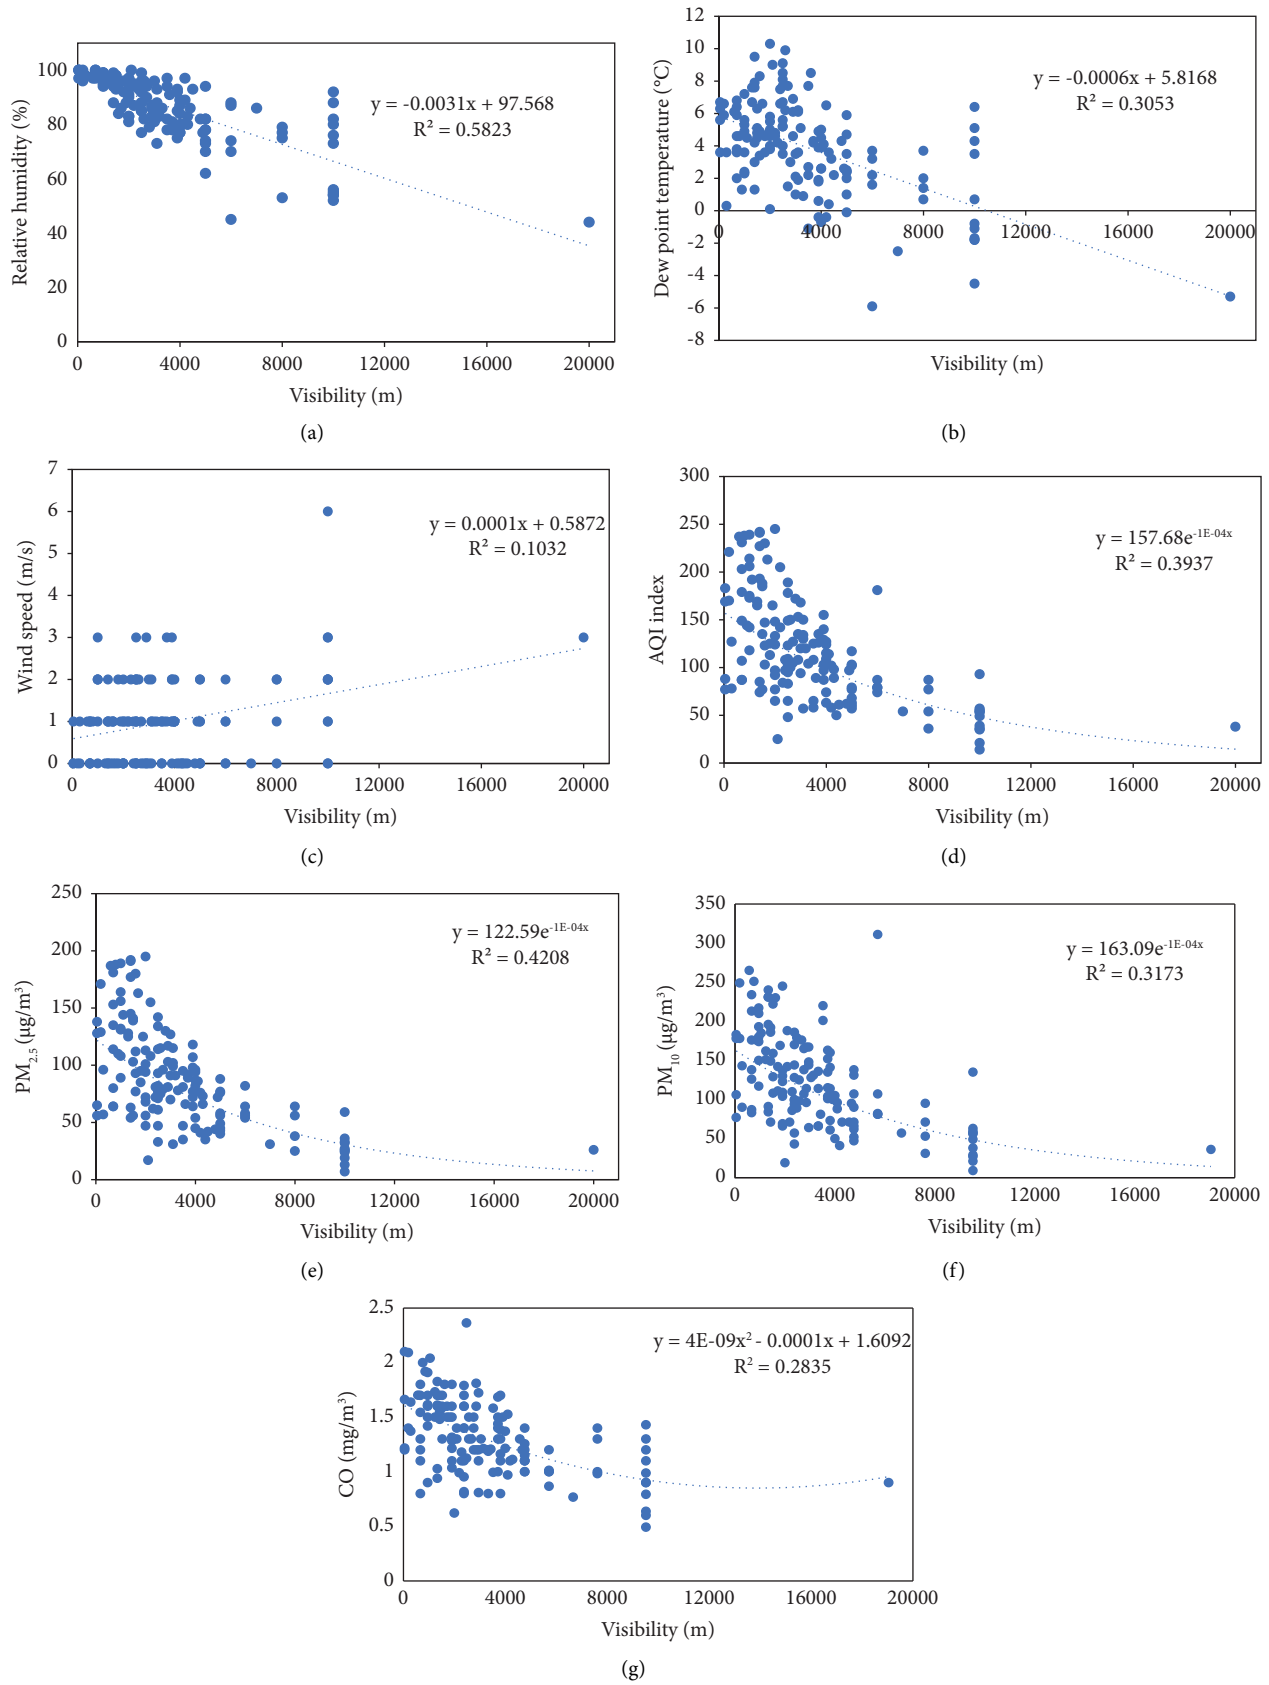 100
80
60
40
20
0
Relative humidity (%)
y = -0.0031x + 97.568
R² = 0.5823
0 4000 8000 12000 16000 20000
Visibility (m)
(a)
12
10
8
6
4
2
0
-2
-4
-6
-8
Dew point temperature (°C)
y = -0.0006x + 5.8168
R² = 0.3053
0 4000 8000 12000 16000 20000
Visibility (m)
(b)
7
6
5
4
3
2
1
0
Wind speed (m/s)
y = 0.0001x + 0.5872
R² = 0.1032
0 4000 8000 12000 16000 20000
Visibility (m)
(c)
300
250
200
150
100
50
0
AQI index
y = 157.68e^-1E-04x
R² = 0.3937
0 4000 8000 12000 16000 20000
Visibility (m)
(d)
250
200
150
100
50
0
PM2.5 (µg/m³)
y = 122.59e^-1E-04x
R² = 0.4208
0 4000 8000 12000 16000 20000
Visibility (m)
(e)
350
300
250
200
150
100
50
0
PM10 (µg/m³)
y = 163.09e^-1E-04x
R² = 0.3173
0 4000 8000 12000 16000 20000
Visibility (m)
(f)
2.5
2
1.5
1
0.5
0
CO (mg/m³)
y = 4E-09x² - 0.0001x + 1.6092
R² = 0.2835
0 4000 8000 12000 16000 20000
Visibility (m)
(g)